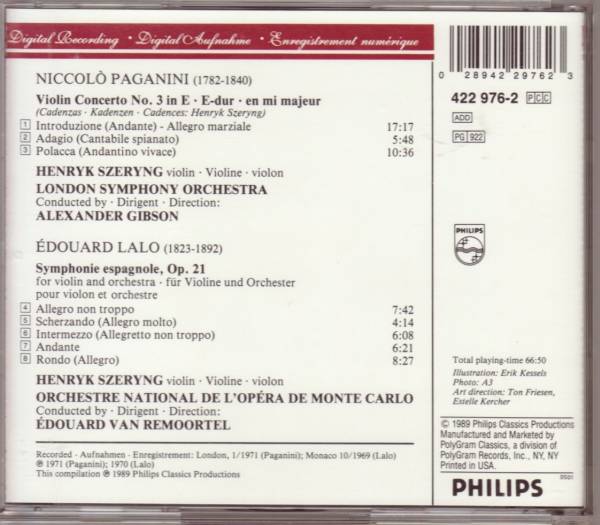 Digital Recording · Digital Aufnahme · Enregistrement numérique
NICCOLÒ PAGANINI (1782-1840)
Violin Concerto No. 3 in E · E-dur · en mi majeur
(Cadenzas · Kadenzen · Cadences: Henryk Szeryng)
1 Introduzione (Andante) - Allegro marziale 17:17
2 Adagio (Cantabile spianato) 5:48
3 Polacca (Andantino vivace) 10:36
HENRYK SZERYNG violin · Violine · violon
LONDON SYMPHONY ORCHESTRA
Conducted by · Dirigent · Direction:
ALEXANDER GIBSON
ÉDOUARD LALO (1823-1892)
Symphonie espagnole, Op. 21
for violin and orchestra · für Violine und Orchester
pour violon et orchestre
4 Allegro non troppo 7:42
5 Scherzando (Allegro molto) 4:14
6 Intermezzo (Allegretto non troppo) 6:08
7 Andante 6:21
8 Rondo (Allegro) 8:27
HENRYK SZERYNG violin · Violine · violon
ORCHESTRE NATIONAL DE L'OPÉRA DE MONTE CARLO
Conducted by · Dirigent · Direction:
ÉDOUARD VAN REMOORTEL
Recorded - Aufnahmen - Enregistrement: London, 1/1971 (Paganini); Monaco 10/1969 (Lalo)
℗ 1971 (Paganini); 1970 (Lalo)
This compilation ℗ 1989 Philips Classics Productions
0 28942 29762 3
422 976-2 PCC
ADD
PG 922
PHILIPS
Total playing-time 66:50
Illustration: Erik Kessels
Photo: A3
Art direction: Ton Friesen,
Estelle Kercher
© 1989 Philips Classics Productions
Manufactured and Marketed by
PolyGram Classics, a division of
PolyGram Records, Inc., NY, NY
Printed in USA.
PHILIPS